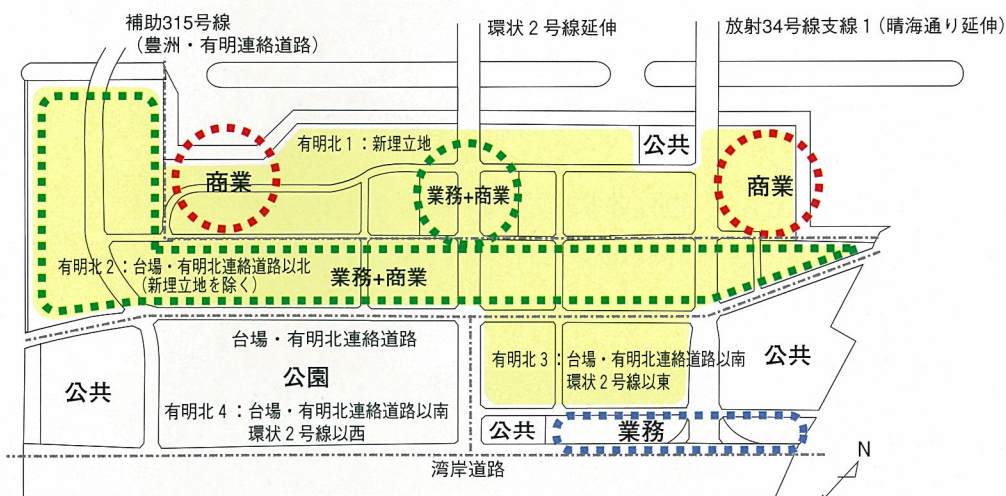 補助315号線
（豊洲・有明連絡道路）
環状２号線延伸
放射34号線支線１（晴海通り延伸）
有明北１：新埋立地
公共
商業
業務+商業
商業
有明北２：台場・有明北連絡道路以北
（新埋立地を除く）
業務+商業
台場・有明北連絡道路
公園
公共
有明北４：台場・有明北連絡道路以南
環状２号線以西
有明北３：台場・有明北連絡道路以南
環状２号線以東
公共
公共
業務
湾岸道路
N